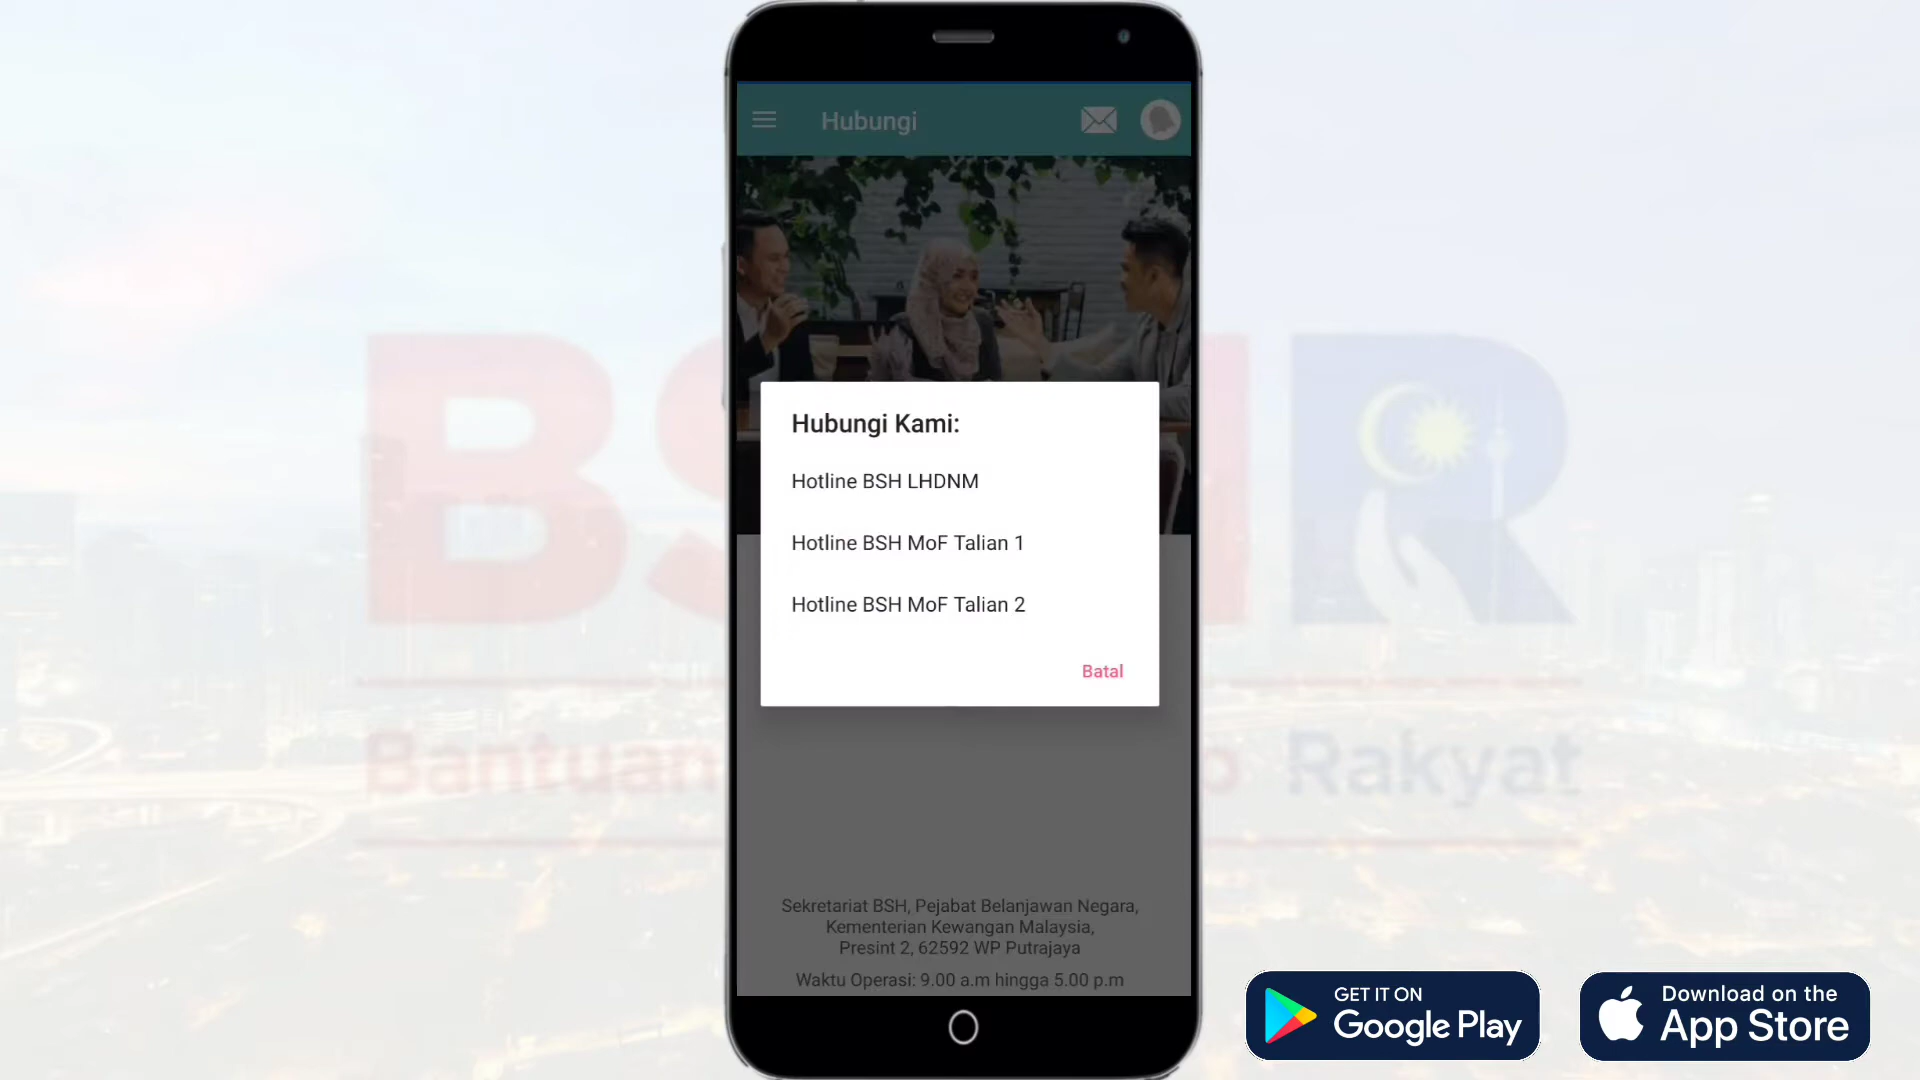 Hubungi
Hubungi Kami:
Hotline BSH LHDNM
Hotline BSH MoF Talian 1
Hotline BSH MoF Talian 2
Batal
Bantuan
Rakyat
Sekretariat BSH, Pejabat Belanjawan Negara,
Kementerian Kewangan Malaysia,
Presint 2, 62592 WP Putrajaya
Waktu Operasi: 9.00 a.m hingga 5.00 p.m
GET IT ON
Google Play
Download on the
App Store